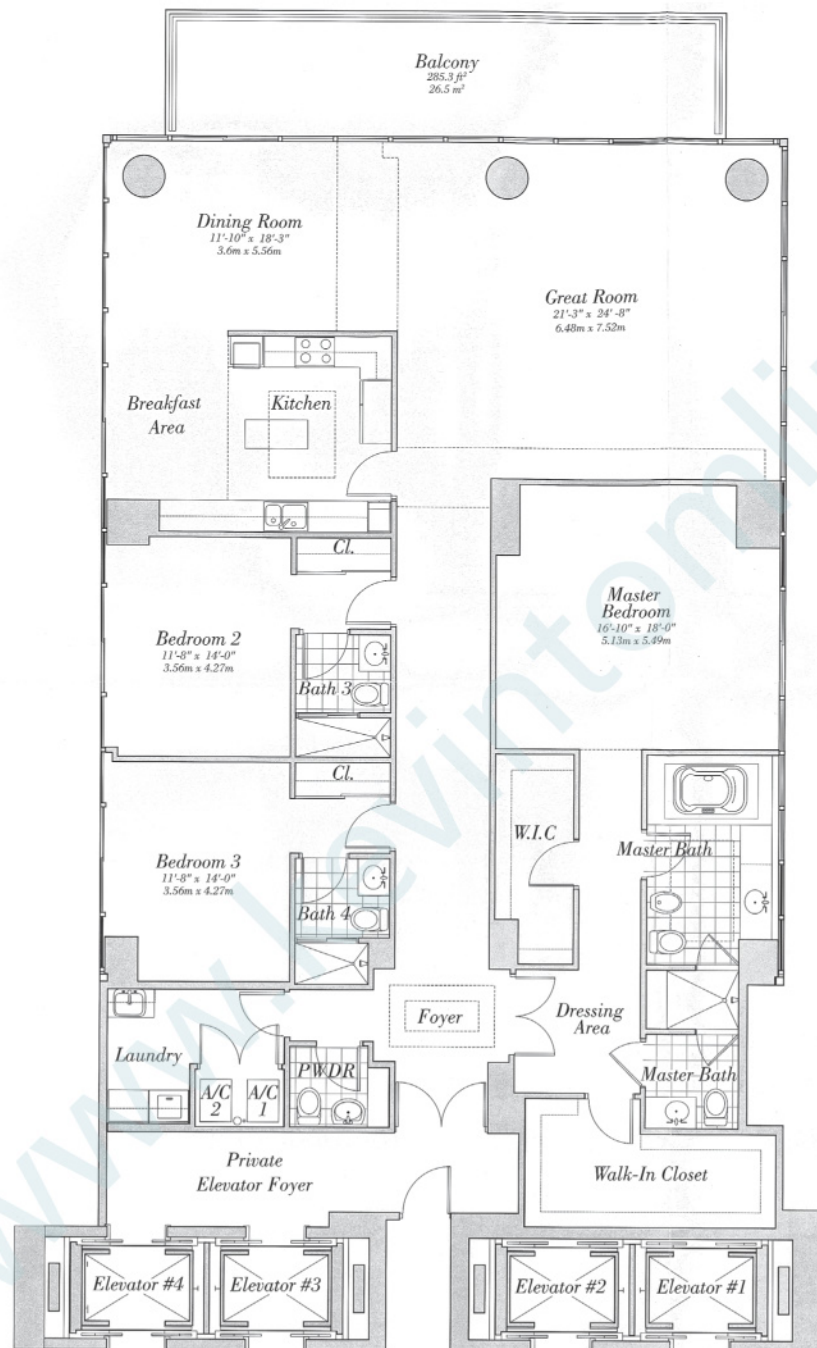 Balcony
285.3 ft²
26.5 m²
Dining Room
11'-10" x 18'-3"
3.6m x 5.56m
Great Room
21'-3" x 24' -8"
6.48m x 7.52m
Breakfast
Area
Kitchen
Cl.
Master
Bedroom
16'-10" x 18'-0"
5.13m x 5.49m
Bedroom 2
11'-8" x 14'-0"
3.56m x 4.27m
Bath 3
Cl.
W.I.C
Master Bath
Bedroom 3
11'-8" x 14'-0"
3.56m x 4.27m
Bath 4
Foyer
Dressing
Area
Laundry
PWDR
A/C
2
A/C
1
Master Bath
Private
Elevator Foyer
Walk-In Closet
Elevator #4
Elevator #3
Elevator #2
Elevator #1
www.kevintomlin